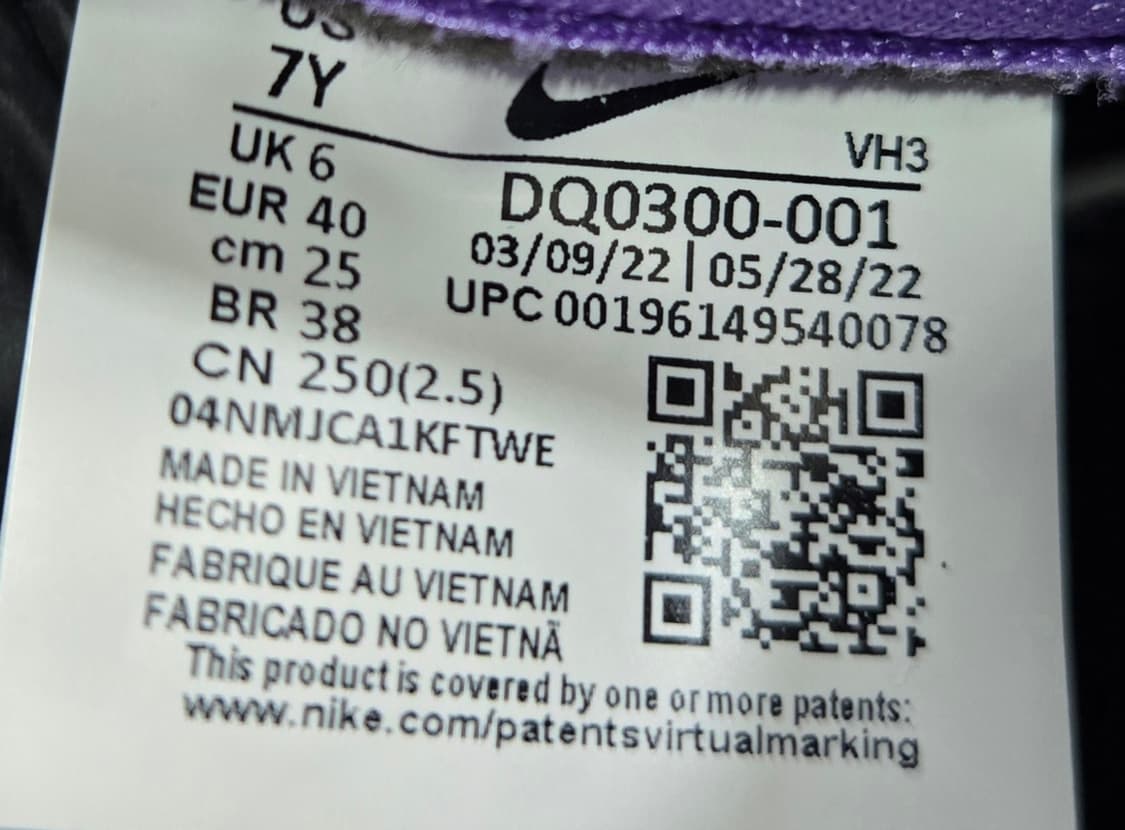 US
7Y
VH3
UK 6
EUR 40
cm 25
BR 38
CN 250(2.5)
DQ0300-001
03/09/22 | 05/28/22
UPC 00196149540078
04NMJCA1KFTWE
MADE IN VIETNAM
HECHO EN VIETNAM
FABRIQUE AU VIETNAM
FABRICADO NO VIETNÃ
This product is covered by one or more patents:
www.nike.com/patentsvirtualmarking